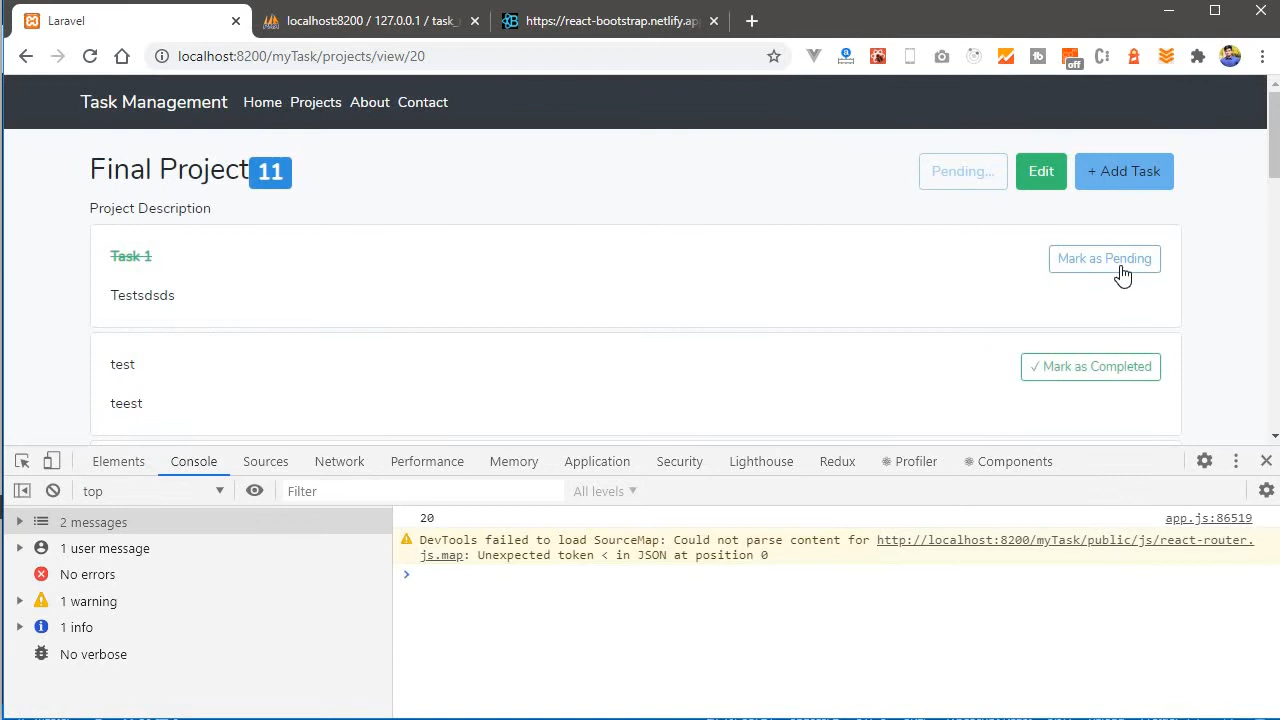 Laravel
localhost:8200 / 127.0.0.1 / task_
https://react-bootstrap.netlify.ap
localhost:8200/myTask/projects/view/20
off
Task Management Home Projects About Contact
Final Project 11
Pending... Edit + Add Task
Project Description
Task 1
Mark as Pending
Testsdsds
test
✓ Mark as Completed
teest
Elements Console Sources Network Performance Memory Application Security Lighthouse Redux Profiler Components
top Filter All levels
2 messages
1 user message
No errors
1 warning
1 info
No verbose
20 app.js:86519
DevTools failed to load SourceMap: Could not parse content for http://localhost:8200/myTask/public/js/react-router.
js.map: Unexpected token < in JSON at position 0